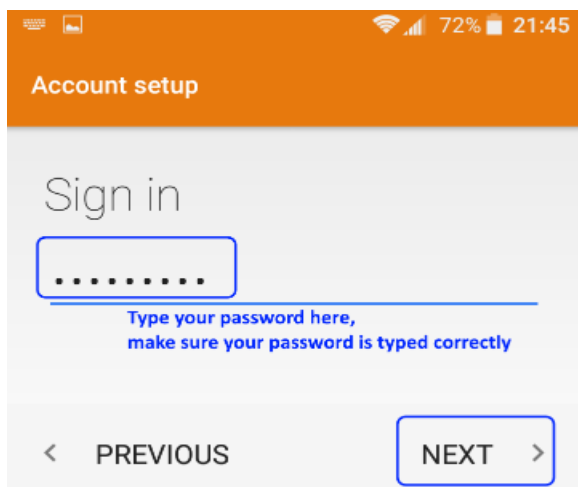 72% 21:45
Account setup
Sign in
.........
Type your password here,
make sure your password is typed correctly
< PREVIOUS
NEXT >